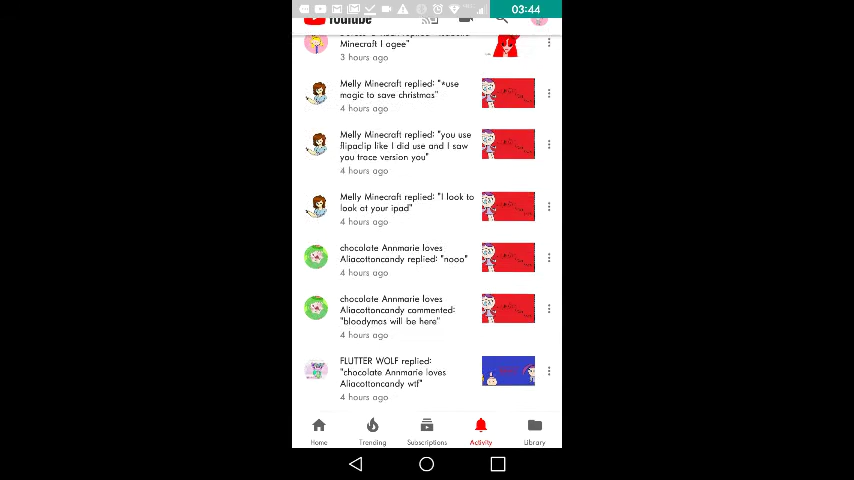 03:44
YouTube
Minecraft I agee"
3 hours ago
Melly Minecraft replied: "*use
magic to save christmas"
4 hours ago
Melly Minecraft replied: "you use
flipaclip like I did use and I saw
you trace version you"
4 hours ago
Melly Minecraft replied: "I look to
look at your ipad"
4 hours ago
chocolate Annmarie loves
Aliacottoncandy replied: "nooo"
4 hours ago
chocolate Annmarie loves
Aliacottoncandy commented:
"bloodymas will be here"
4 hours ago
FLUTTER WOLF replied:
"chocolate Annmarie loves
Aliacottoncandy wtf"
4 hours ago
Home
Trending
Subscriptions
Activity
Library